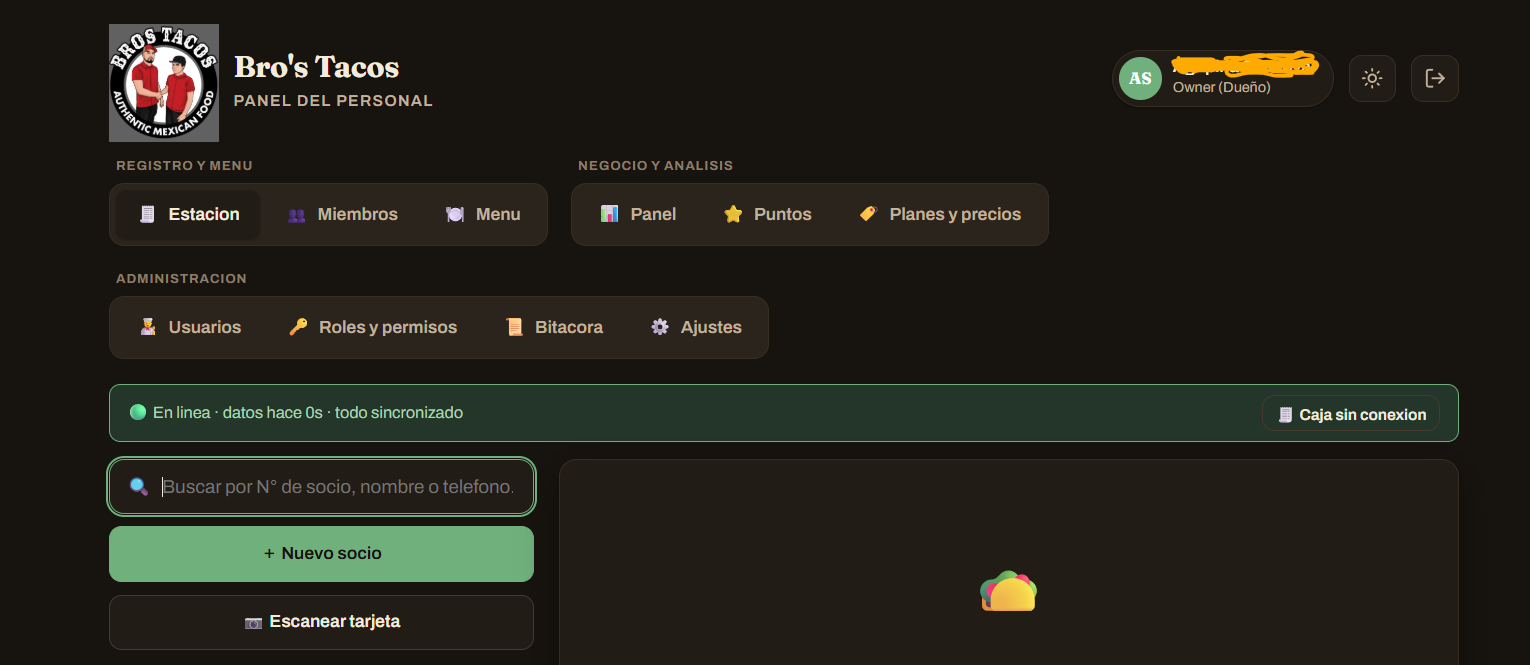 BROS TACOS
AUTHENTIC MEXICAN FOOD
Bro's Tacos
PANEL DEL PERSONAL
AS
Owner (Dueño)
REGISTRO Y MENU
Estacion
Miembros
Menu
NEGOCIO Y ANALISIS
Panel
Puntos
Planes y precios
ADMINISTRACION
Usuarios
Roles y permisos
Bitacora
Ajustes
En linea · datos hace 0s · todo sincronizado
Caja sin conexion
Buscar por N° de socio, nombre o telefono.
+ Nuevo socio
Escanear tarjeta